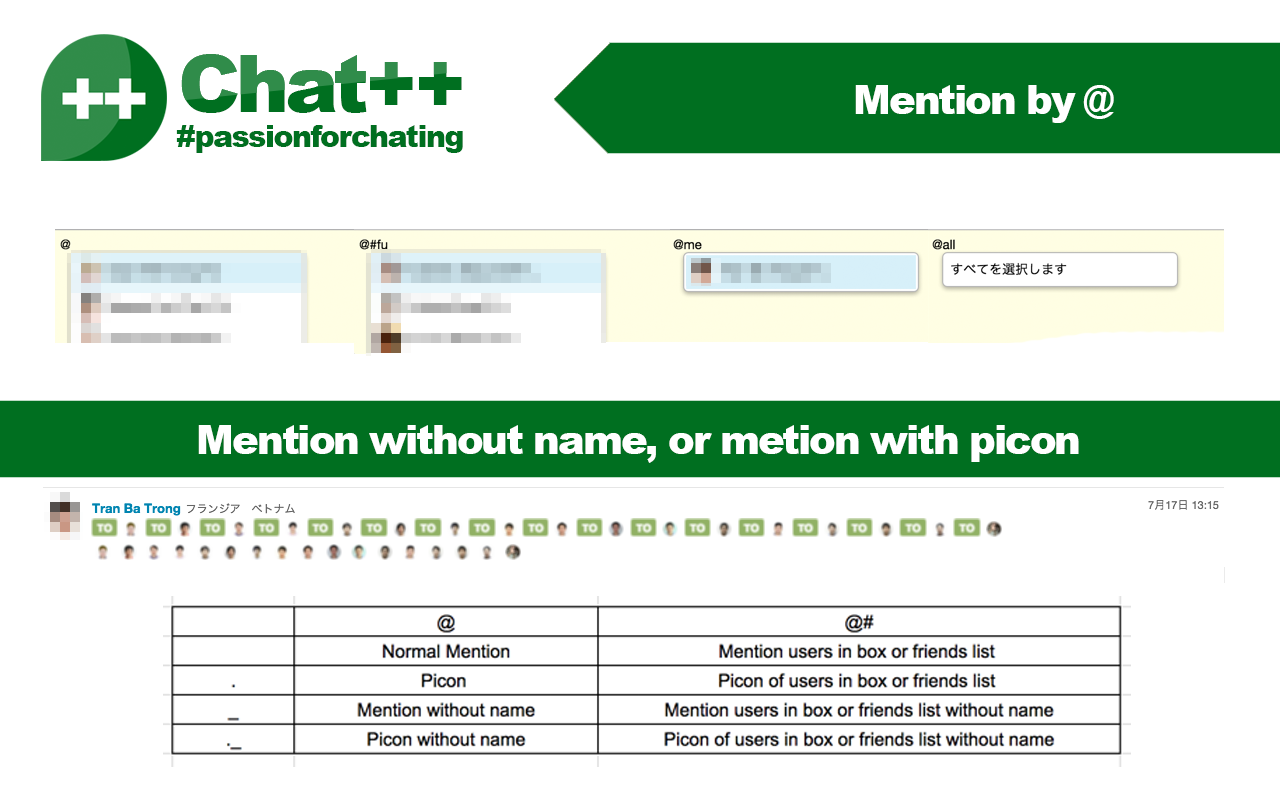 ++ Chat++
#passionforchating
Mention by @
@
@#fu
@me
@all
すべてを選択します
Mention without name, or metion with picon
Tran Ba Trong フランジア ベトナム 7月17日 13:15
TO TO TO TO TO TO TO TO TO TO TO TO TO TO TO TO TO
@ @#
Normal Mention Mention users in box or friends list
. Picon Picon of users in box or friends list
_ Mention without name Mention users in box or friends list without name
._ Picon without name Picon of users in box or friends list without name